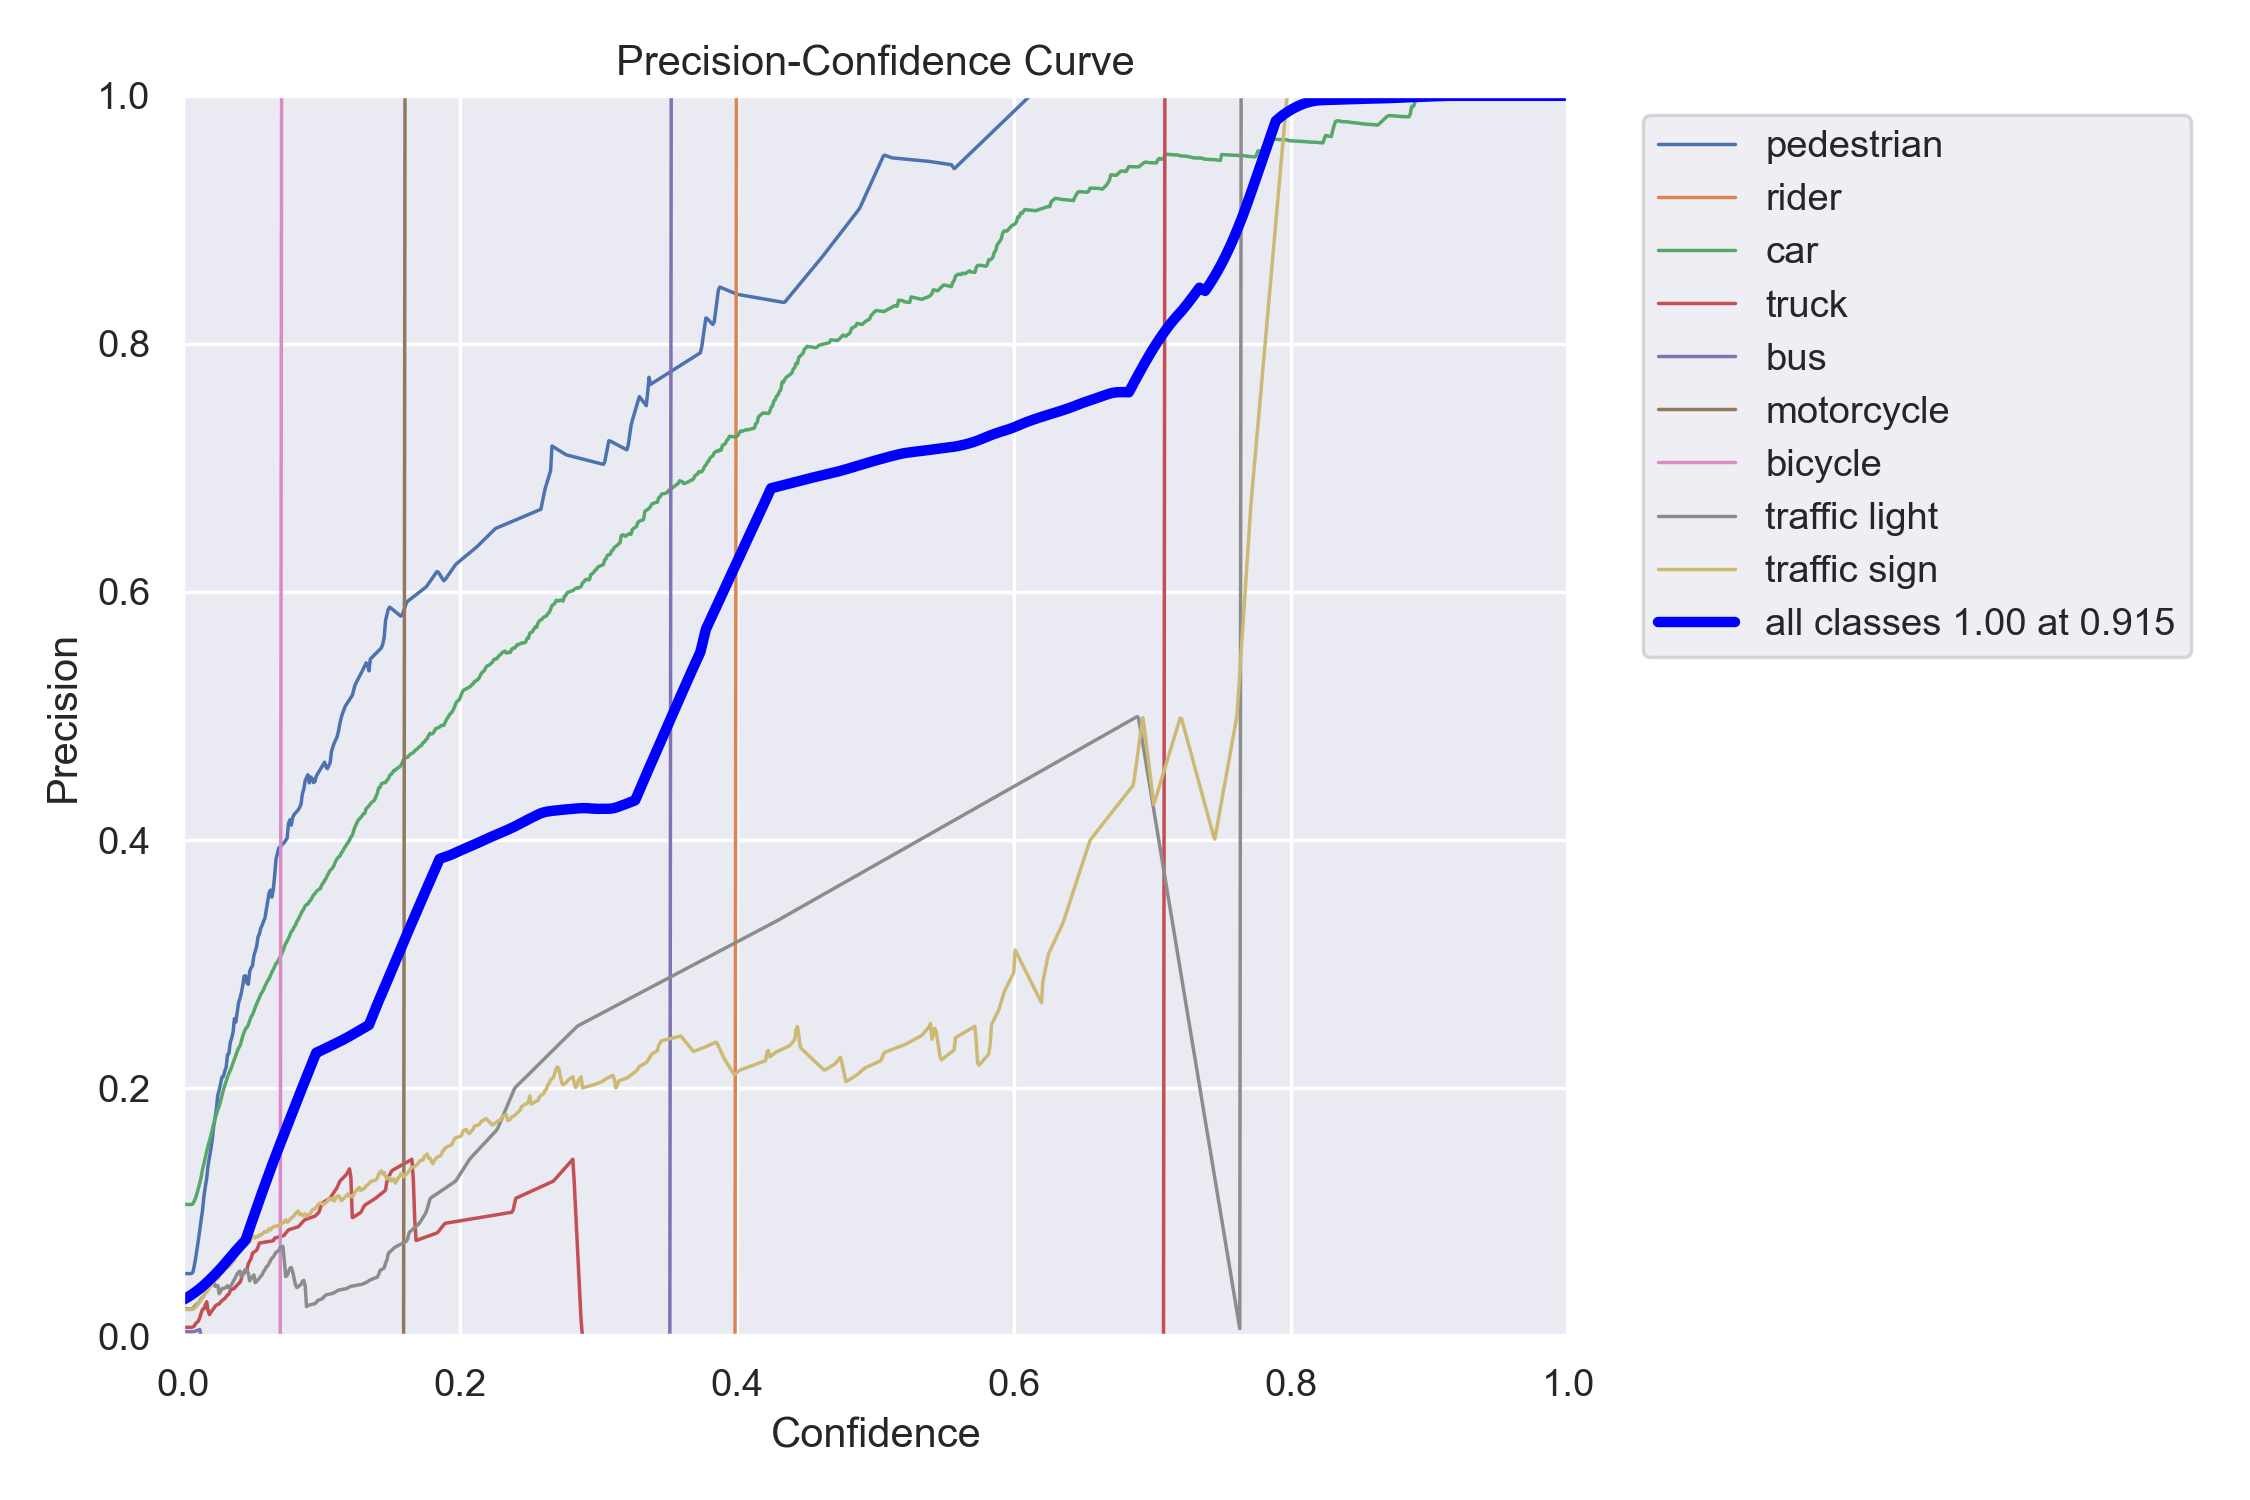 Precision-Confidence Curve
1.0
0.8
0.6
0.4
0.2
0.0
Precision
0.0 0.2 0.4 0.6 0.8 1.0
Confidence
pedestrian
rider
car
truck
bus
motorcycle
bicycle
traffic light
traffic sign
all classes 1.00 at 0.915